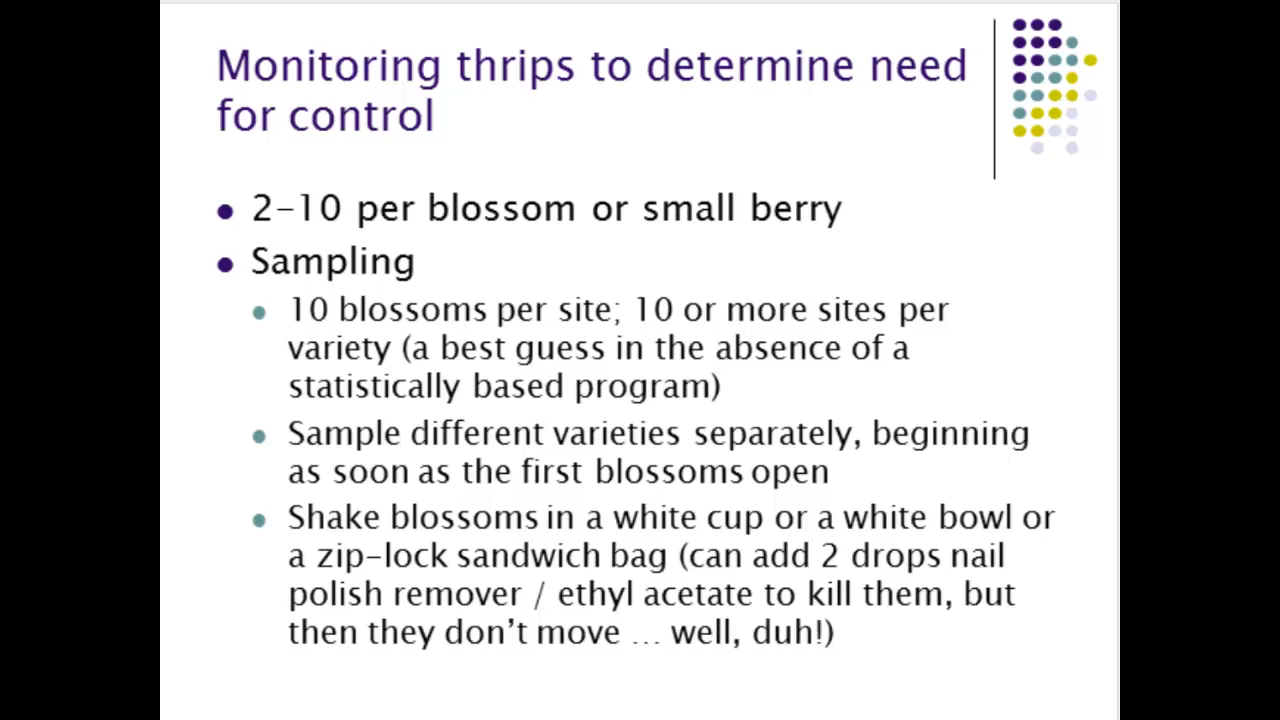 Monitoring thrips to determine need
for control
2-10 per blossom or small berry
Sampling
10 blossoms per site; 10 or more sites per
variety (a best guess in the absence of a
statistically based program)
Sample different varieties separately, beginning
as soon as the first blossoms open
Shake blossoms in a white cup or a white bowl or
a zip-lock sandwich bag (can add 2 drops nail
polish remover / ethyl acetate to kill them, but
then they don't move ... well, duh!)